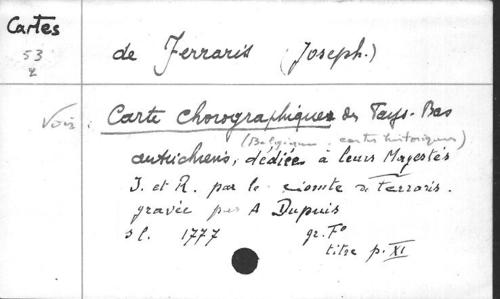 Cartes
53
2
de Ferraris (Joseph.)
Voir : Carte chorographique des Pays-Bas
(Belgique : cartes historiques)
autrichiens, dédiée à leurs Majestés
I. et R. par le Comte de Ferraris.
gravée par A Dupuis
s l. 1777 gr. F°
titre p. XI